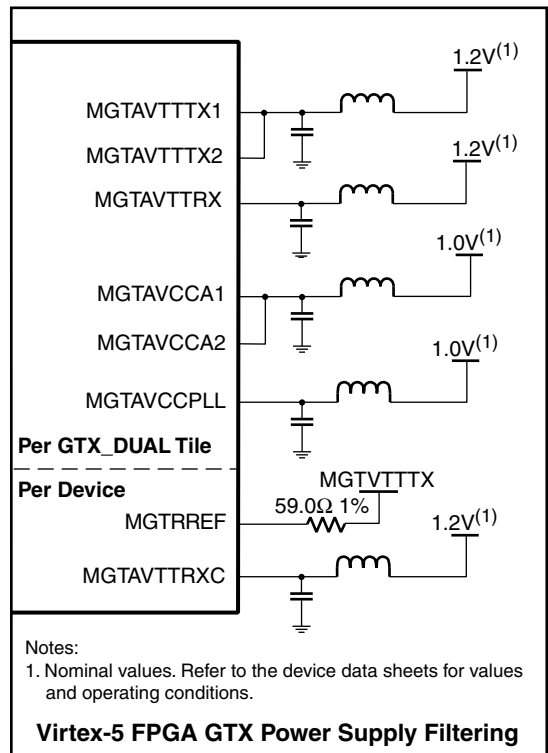 1.2V(1)
MGTAVTTTX1
MGTAVTTTX2
1.2V(1)
MGTAVTTRX
1.0V(1)
MGTAVCCA1
MGTAVCCA2
1.0V(1)
MGTAVCCPLL
Per GTX_DUAL Tile
Per Device
MGTVTTTX
59.0Ω 1%
MGTRREF
1.2V(1)
MGTAVTTRXC
Notes:
1. Nominal values. Refer to the device data sheets for values
and operating conditions.
Virtex-5 FPGA GTX Power Supply Filtering